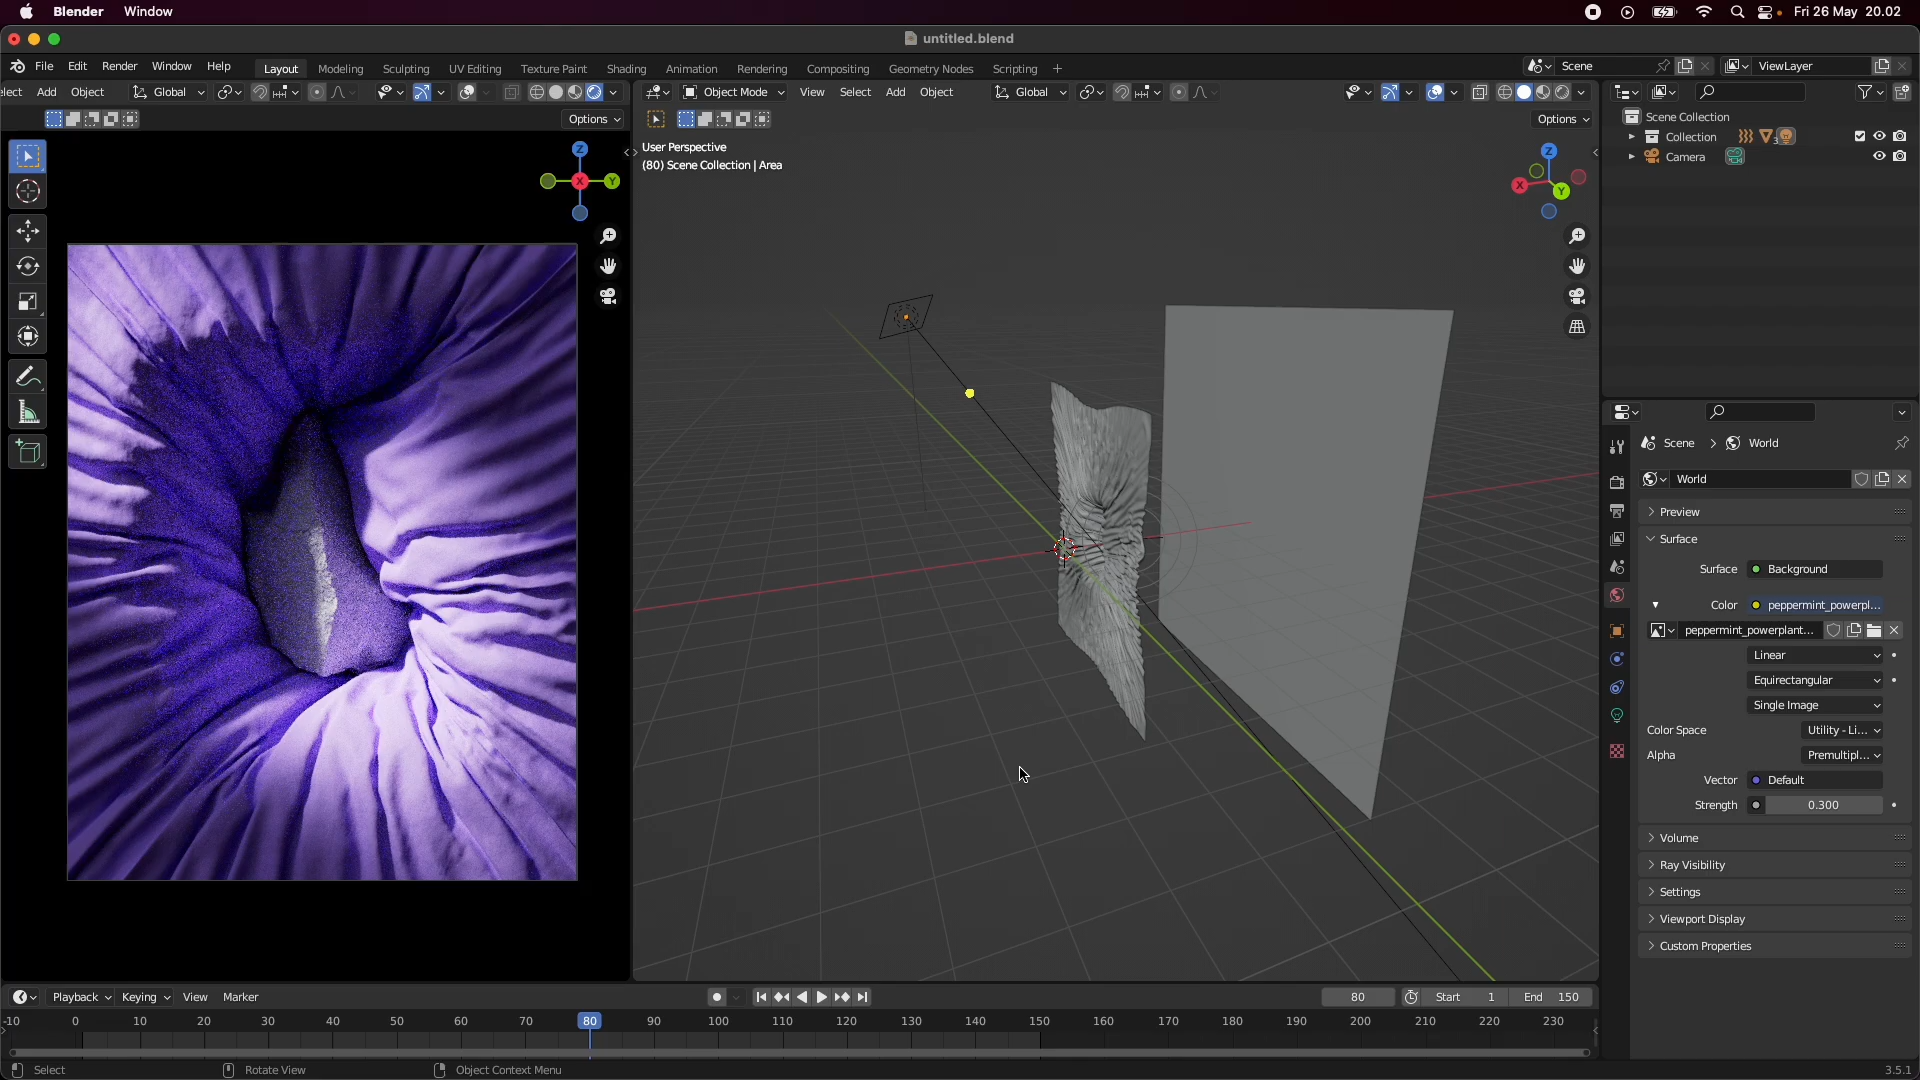 Blender Window
Fri 26 May 20.02
untitled.blend
File Edit Render Window Help
Layout Modeling Sculpting UV Editing Texture Paint Shading Animation Rendering Compositing Geometry Nodes Scripting +
Scene
ViewLayer
lect Add Object Global
Object Mode View Select Add Object Global
Options
Options
User Perspective
(80) Scene Collection | Area
Z
X
Y
Z
X
Y
Scene Collection
Collection 3
Camera
Scene > World
World
Preview
Surface
Surface Background
Color peppermint_powerpl...
peppermint_powerplant...
Linear
Equirectangular
Single Image
Color Space Utility - Li...
Alpha Premultipl...
Vector Default
Strength 0.300
Volume
Ray Visibility
Settings
Viewport Display
Custom Properties
Playback Keying View Marker
80 Start 1 End 150
-10 0 10 20 30 40 50 60 70 80 90 100 110 120 130 140 150 160 170 180 190 200 210 220 230
Select Rotate View Object Context Menu
3.5.1